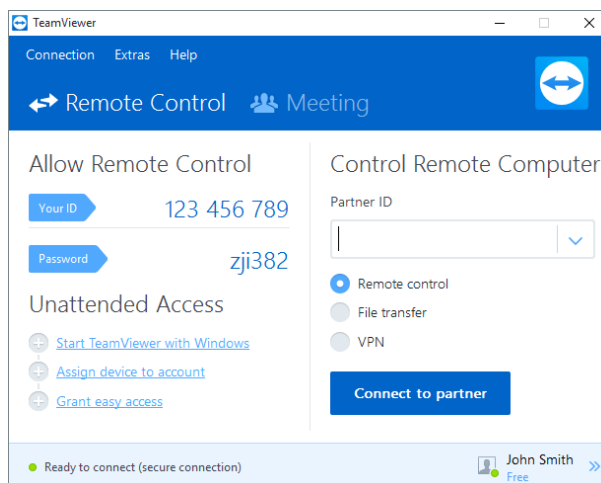 TeamViewer
Connection Extras Help
Remote Control Meeting
Allow Remote Control
Your ID 123 456 789
Password zji382
Unattended Access
Start TeamViewer with Windows
Assign device to account
Grant easy access
Control Remote Computer
Partner ID
Remote control
File transfer
VPN
Connect to partner
Ready to connect (secure connection)
John Smith
Free